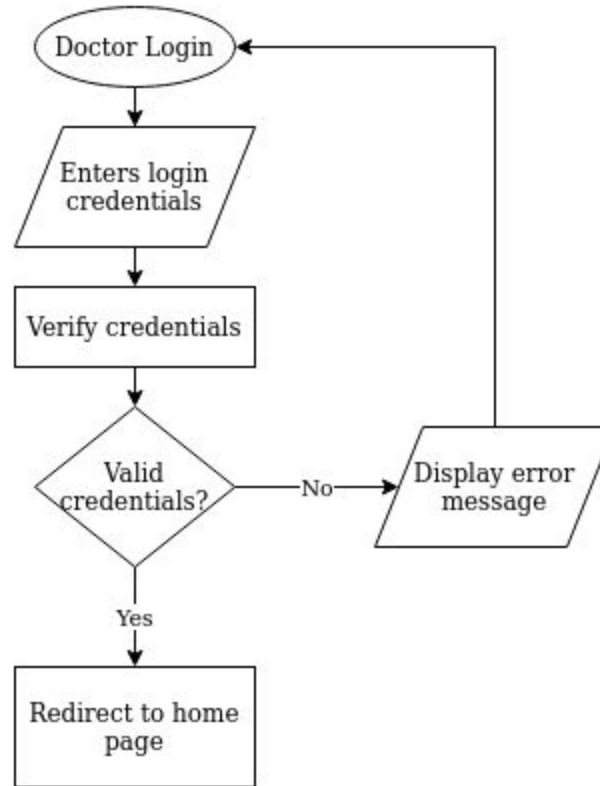 Doctor Login
Enters login
credentials
Verify credentials
Valid
credentials?
No
Display error
message
Yes
Redirect to home
page